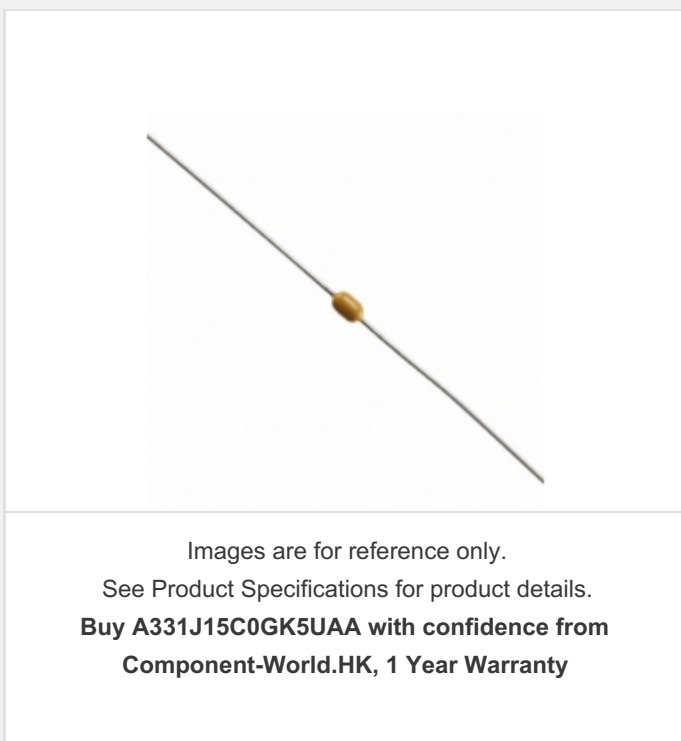 Images are for reference only.
See Product Specifications for product details.
Buy A331J15C0GK5UAA with confidence from
Component-World.HK, 1 Year Warranty